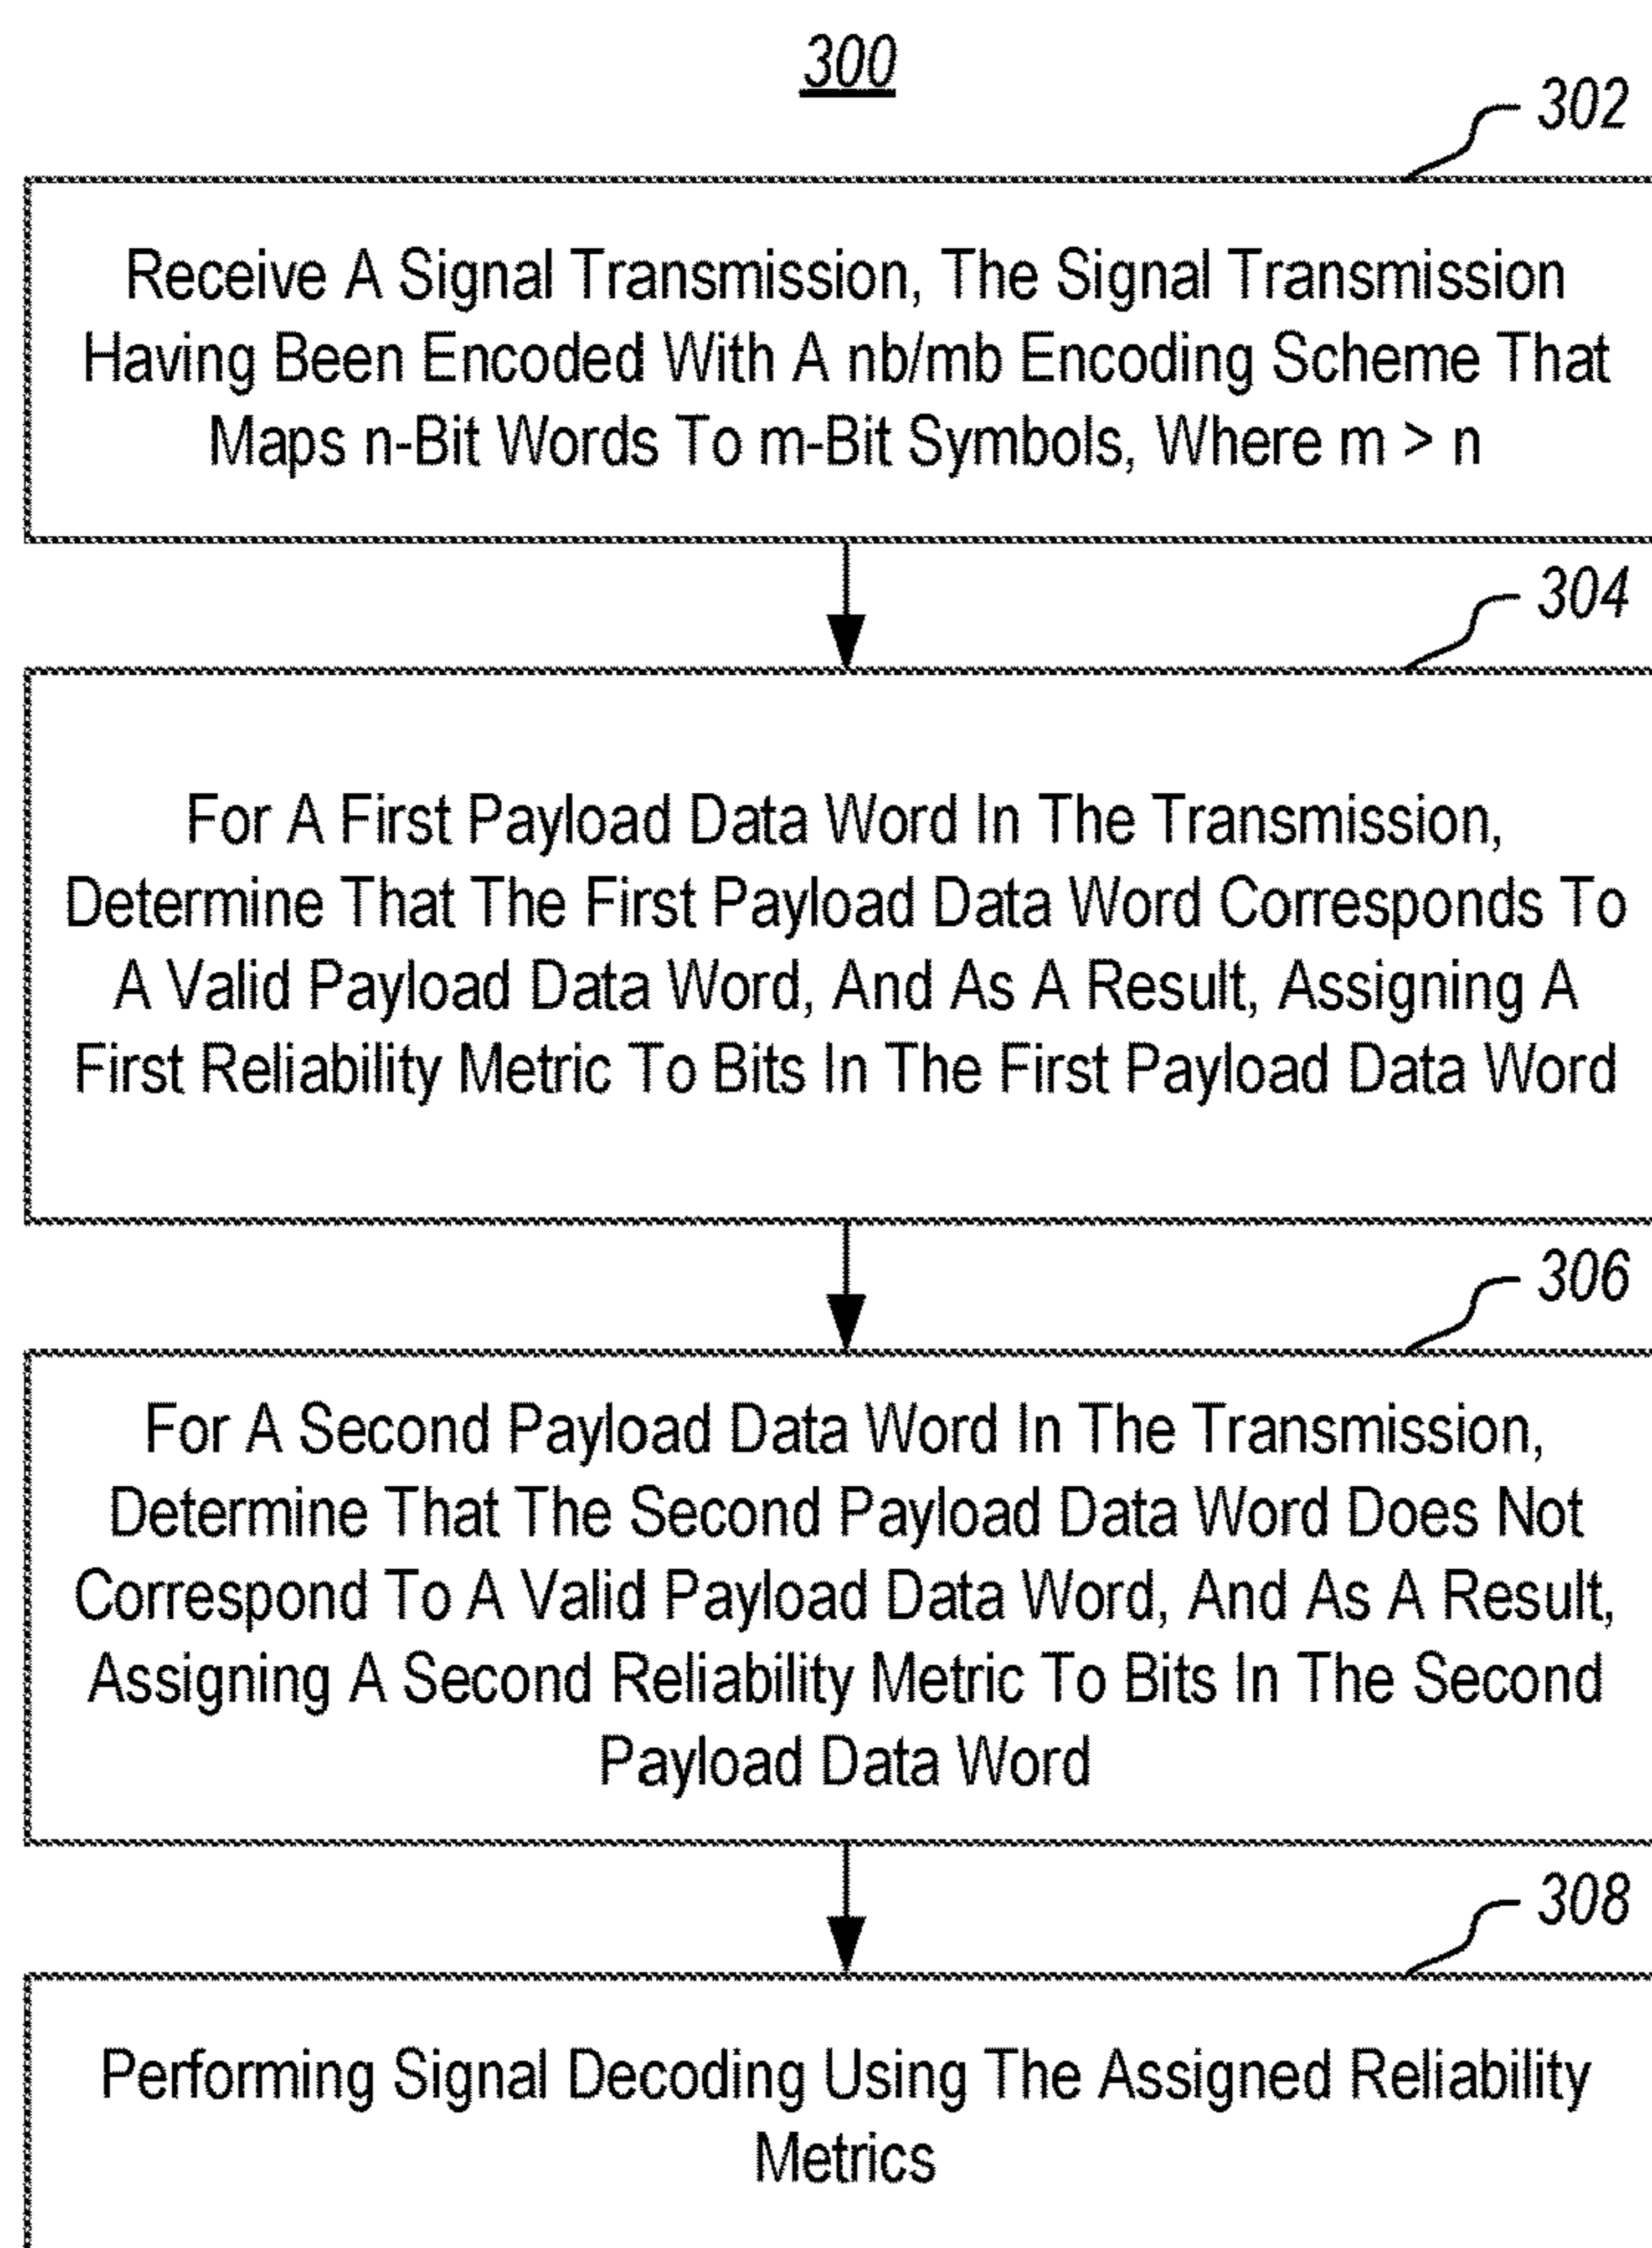 300
302
Receive A Signal Transmission, The Signal Transmission
Having Been Encoded With A nb/mb Encoding Scheme That
Maps n-Bit Words To m-Bit Symbols, Where m > n
304
For A First Payload Data Word In The Transmission,
Determine That The First Payload Data Word Corresponds To
A Valid Payload Data Word, And As A Result, Assigning A
First Reliability Metric To Bits In The First Payload Data Word
306
For A Second Payload Data Word In The Transmission,
Determine That The Second Payload Data Word Does Not
Correspond To A Valid Payload Data Word, And As A Result,
Assigning A Second Reliability Metric To Bits In The Second
Payload Data Word
308
Performing Signal Decoding Using The Assigned Reliability
Metrics